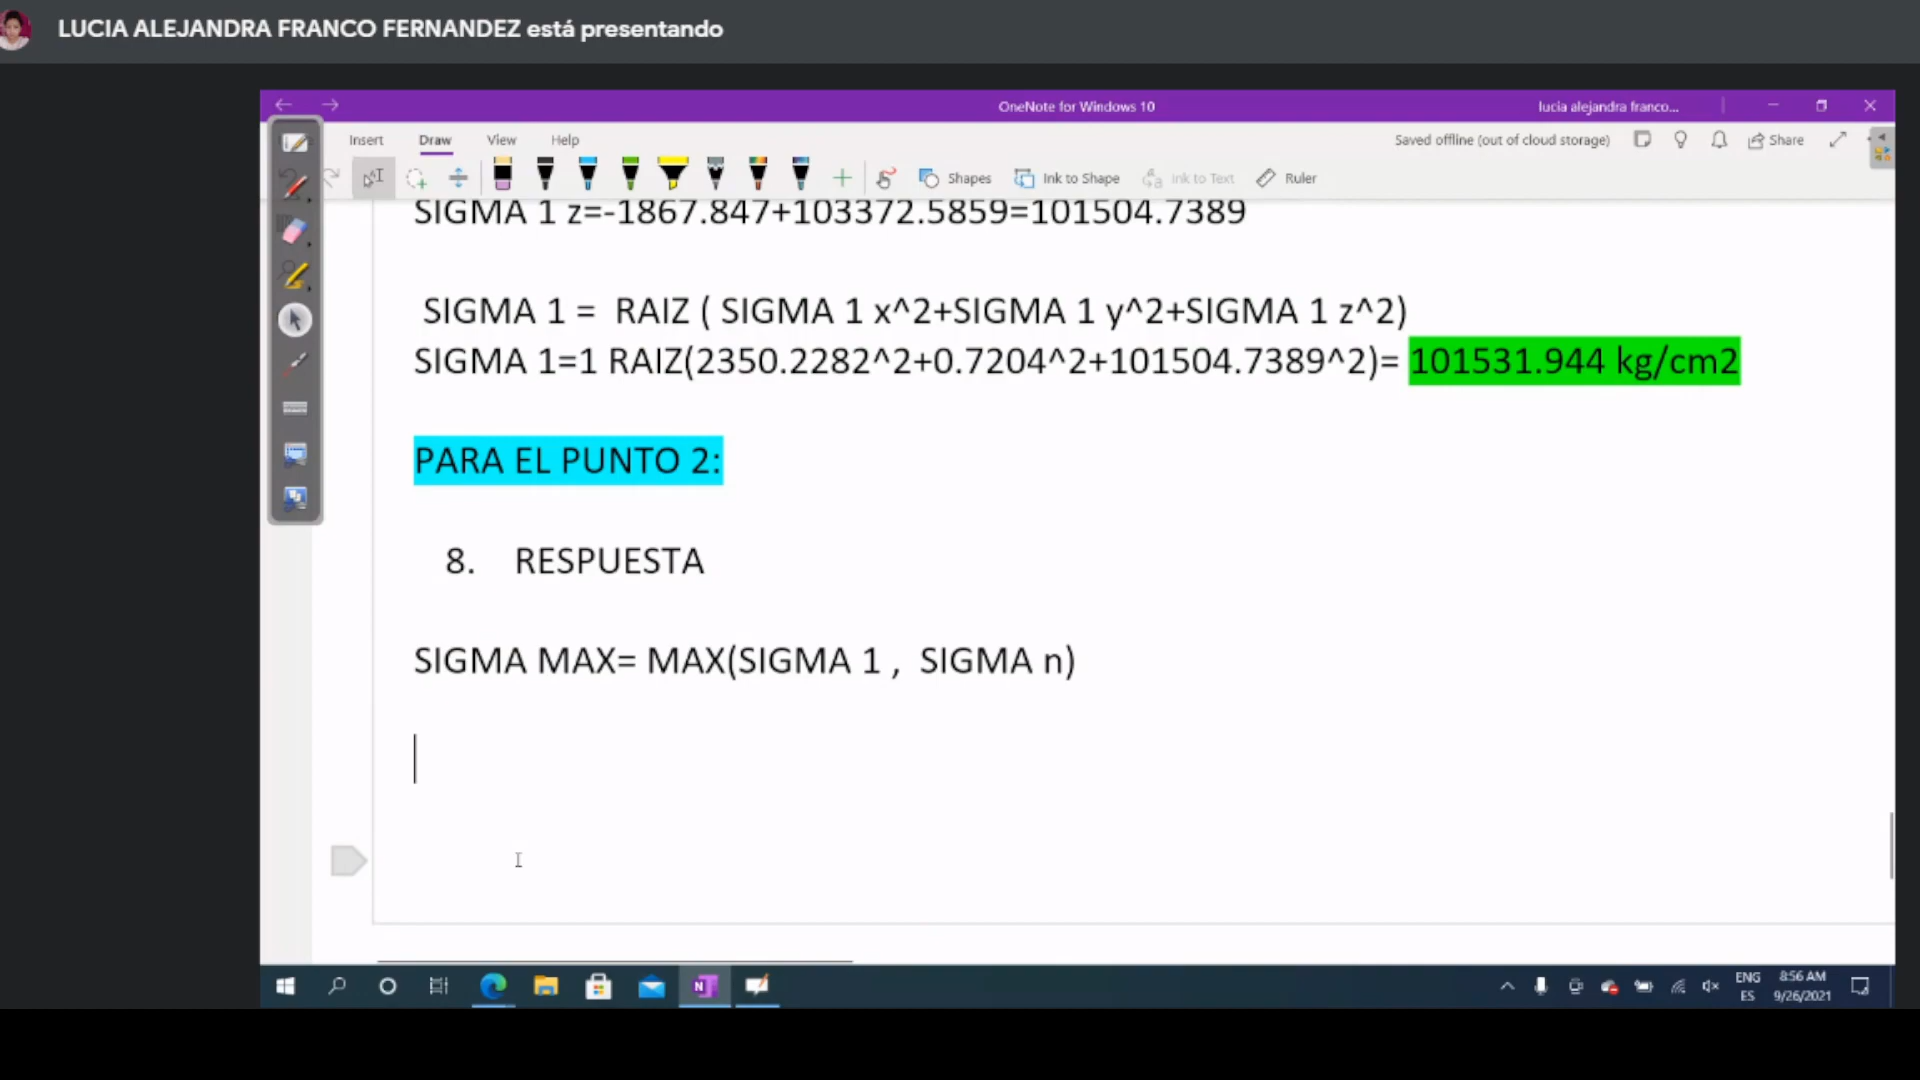 LUCIA ALEJANDRA FRANCO FERNANDEZ está presentando
OneNote for Windows 10
lucia alejandra franco...
Insert
Draw
View
Help
Saved offline (out of cloud storage)
Share
Shapes
Ink to Shape
Ink to Text
Ruler
SIGMA 1 z=-1867.847+103372.5859=101504.7389
SIGMA 1 = RAIZ ( SIGMA 1 x^2+SIGMA 1 y^2+SIGMA 1 z^2)
SIGMA 1=1 RAIZ(2350.2282^2+0.7204^2+101504.7389^2)= 101531.944 kg/cm2
PARA EL PUNTO 2:
8. RESPUESTA
SIGMA MAX= MAX(SIGMA 1 , SIGMA n)
ENG
ES
8:56 AM
9/26/2021